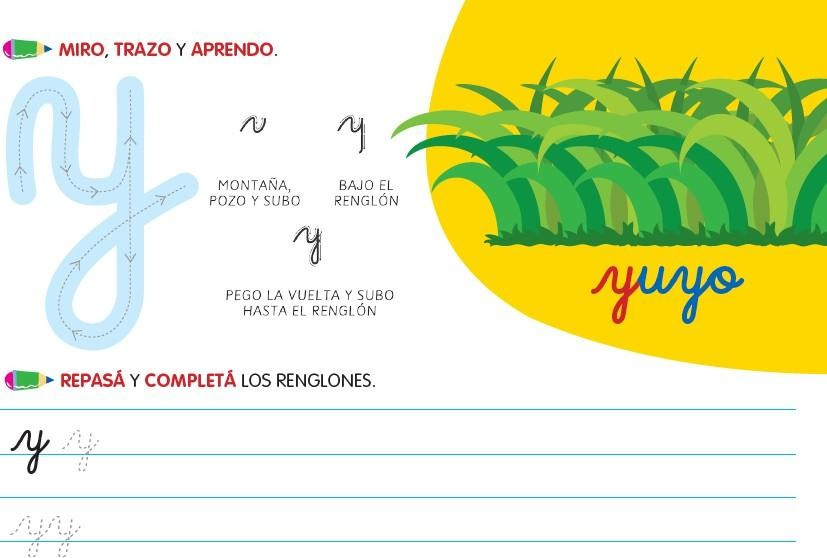 MIRO, TRAZO Y APRENDO.
y
MONTAÑA,
POZO Y SUBO
BAJO EL
RENGLÓN
y
y
PEGO LA VUELTA Y SUBO
HASTA EL RENGLÓN
yuyo
REPASÁ Y COMPLETÁ LOS RENGLONES.
y y
yy